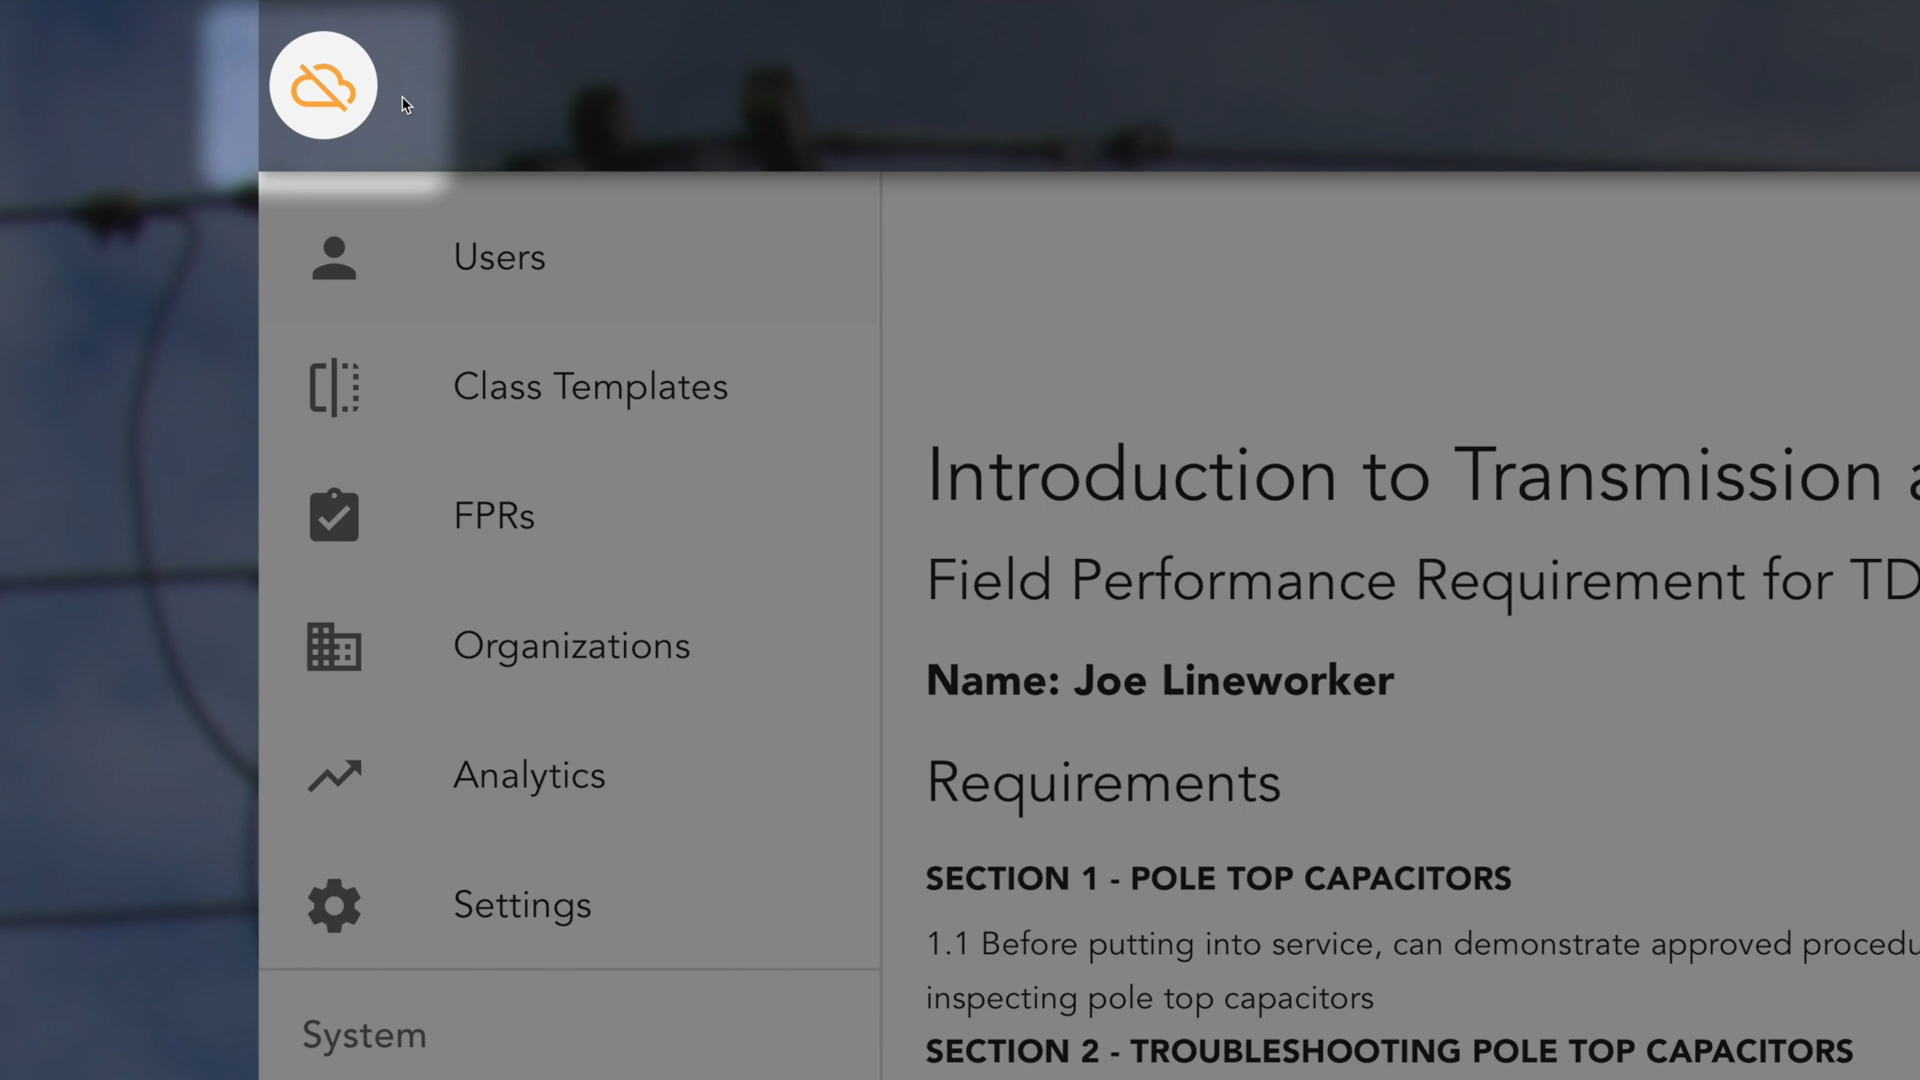 Users
Class Templates
FPRs
Organizations
Analytics
Settings
System
Introduction to Transmission a
Field Performance Requirement for TD
Name: Joe Lineworker
Requirements
SECTION 1 - POLE TOP CAPACITORS
1.1 Before putting into service, can demonstrate approved procedu
inspecting pole top capacitors
SECTION 2 - TROUBLESHOOTING POLE TOP CAPACITORS